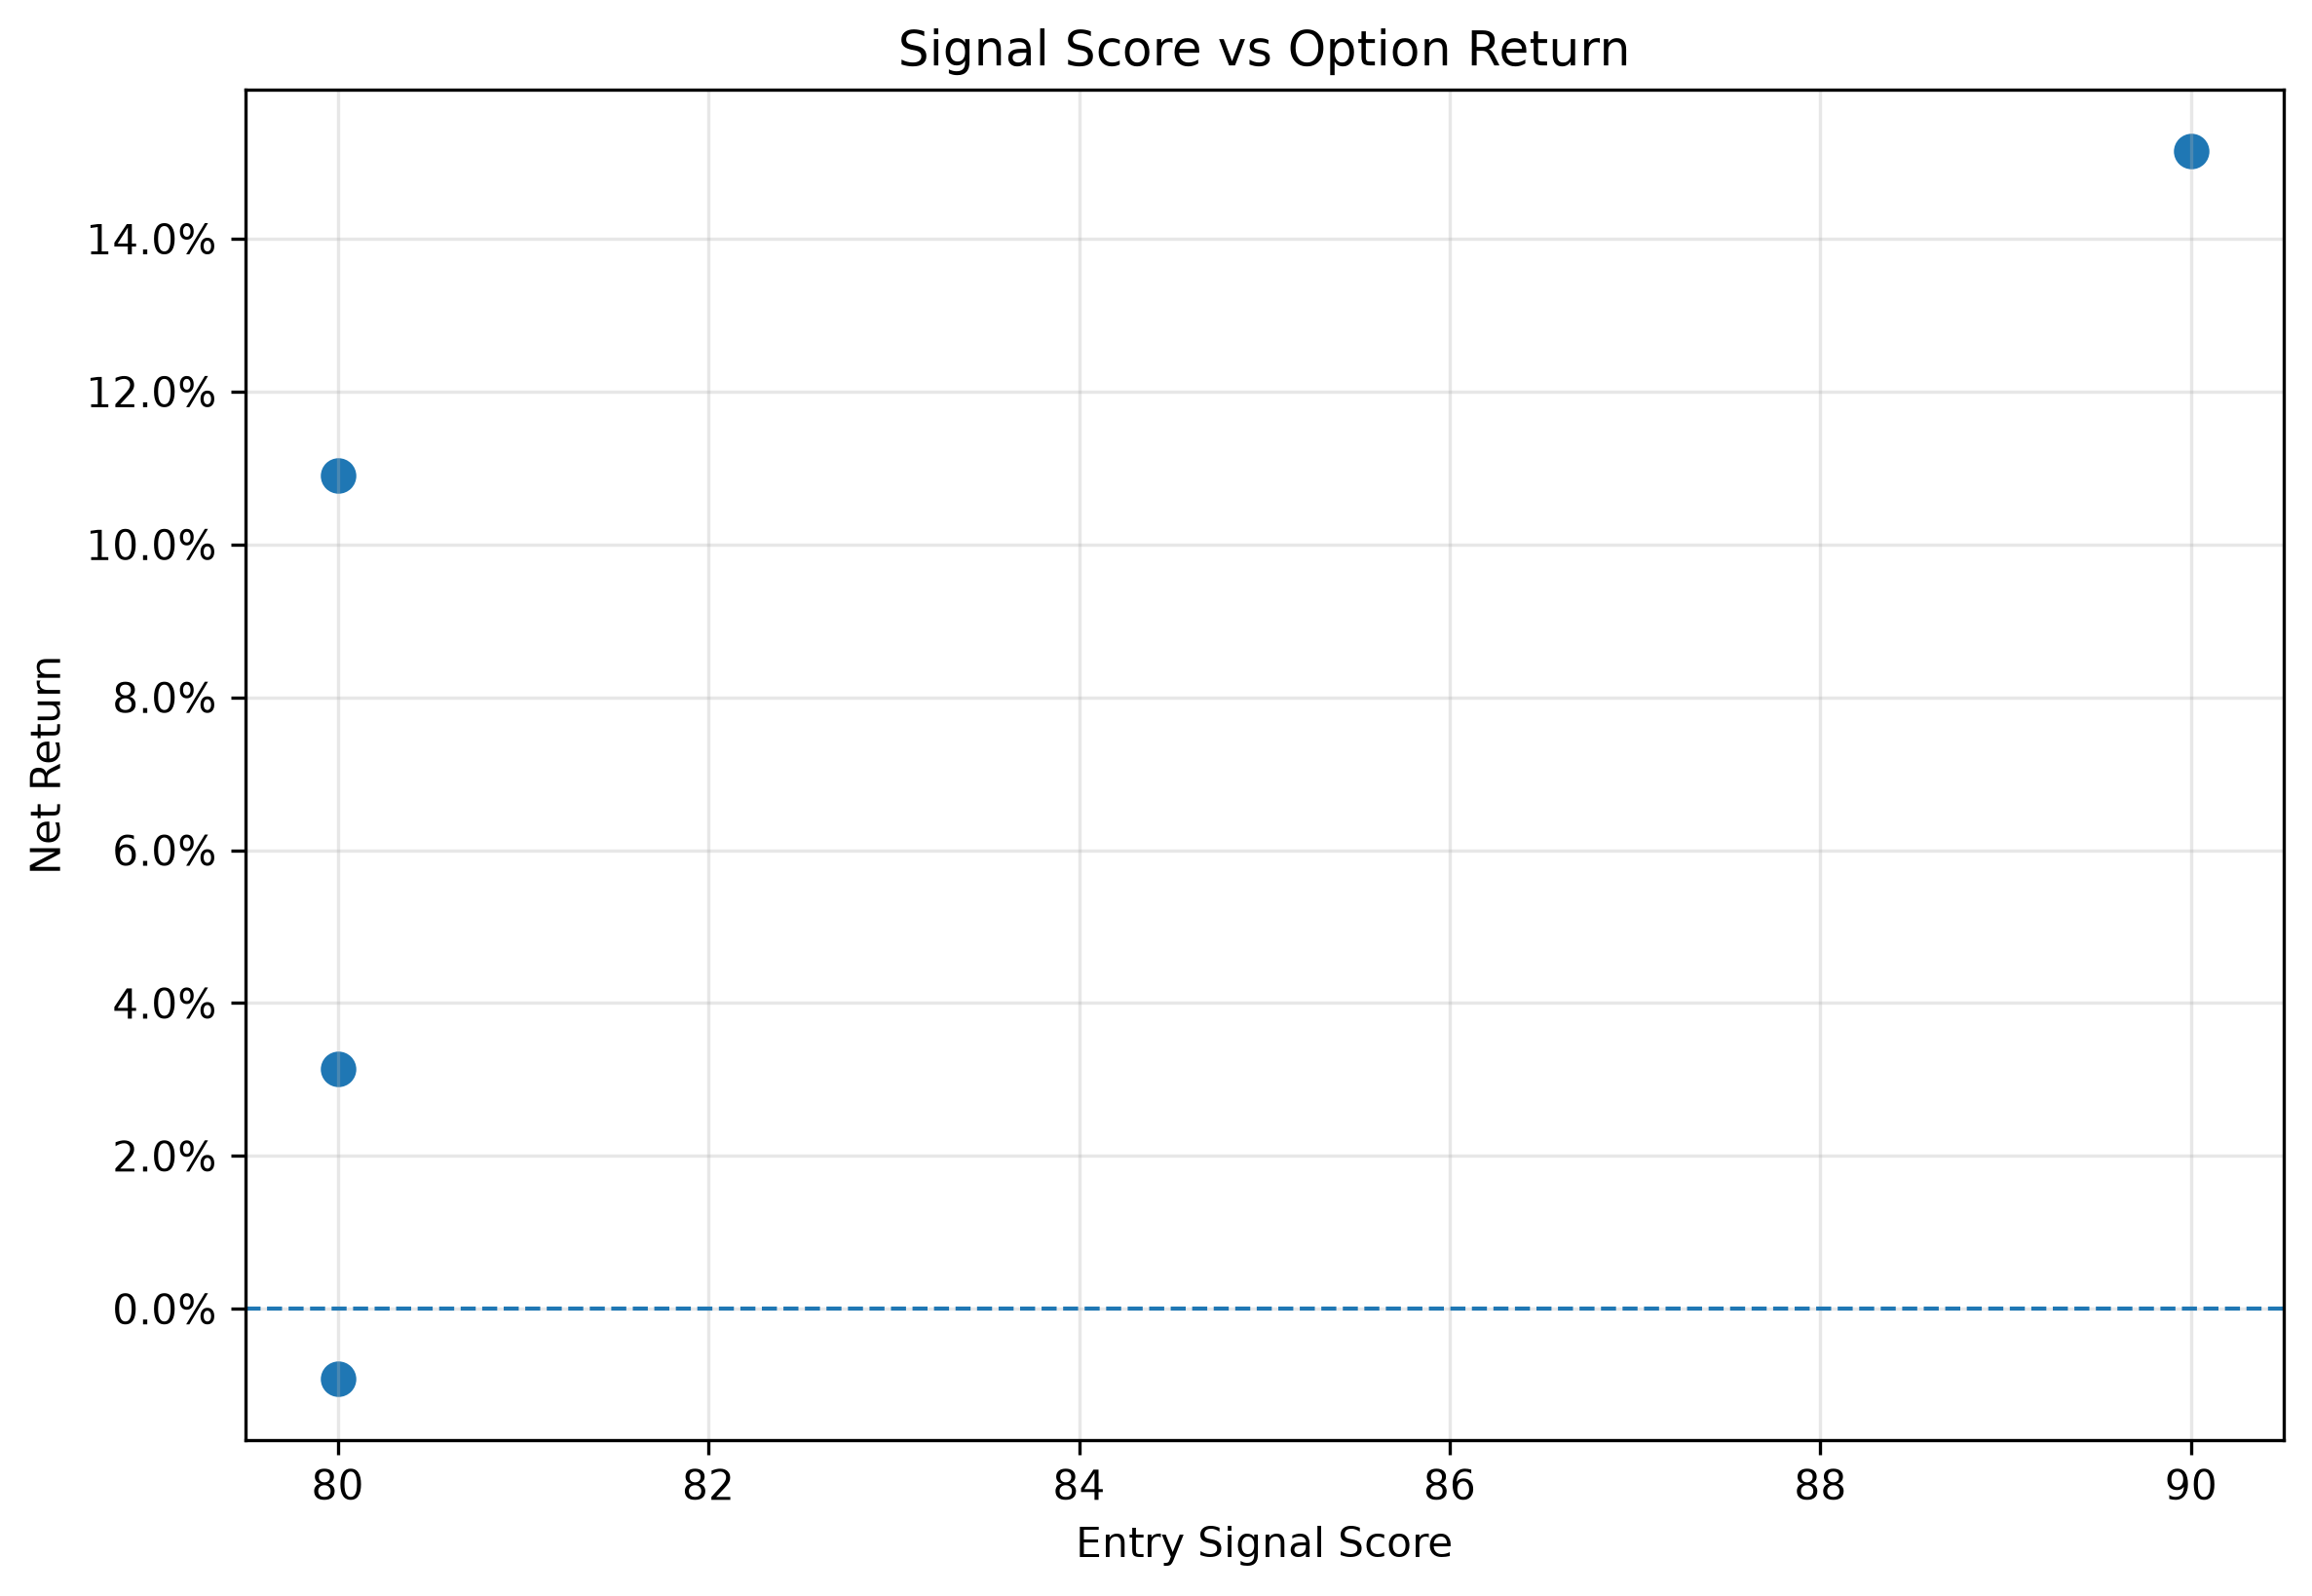 Signal Score vs Option Return
Net Return
14.0%
12.0%
10.0%
8.0%
6.0%
4.0%
2.0%
0.0%
80 82 84 86 88 90
Entry Signal Score